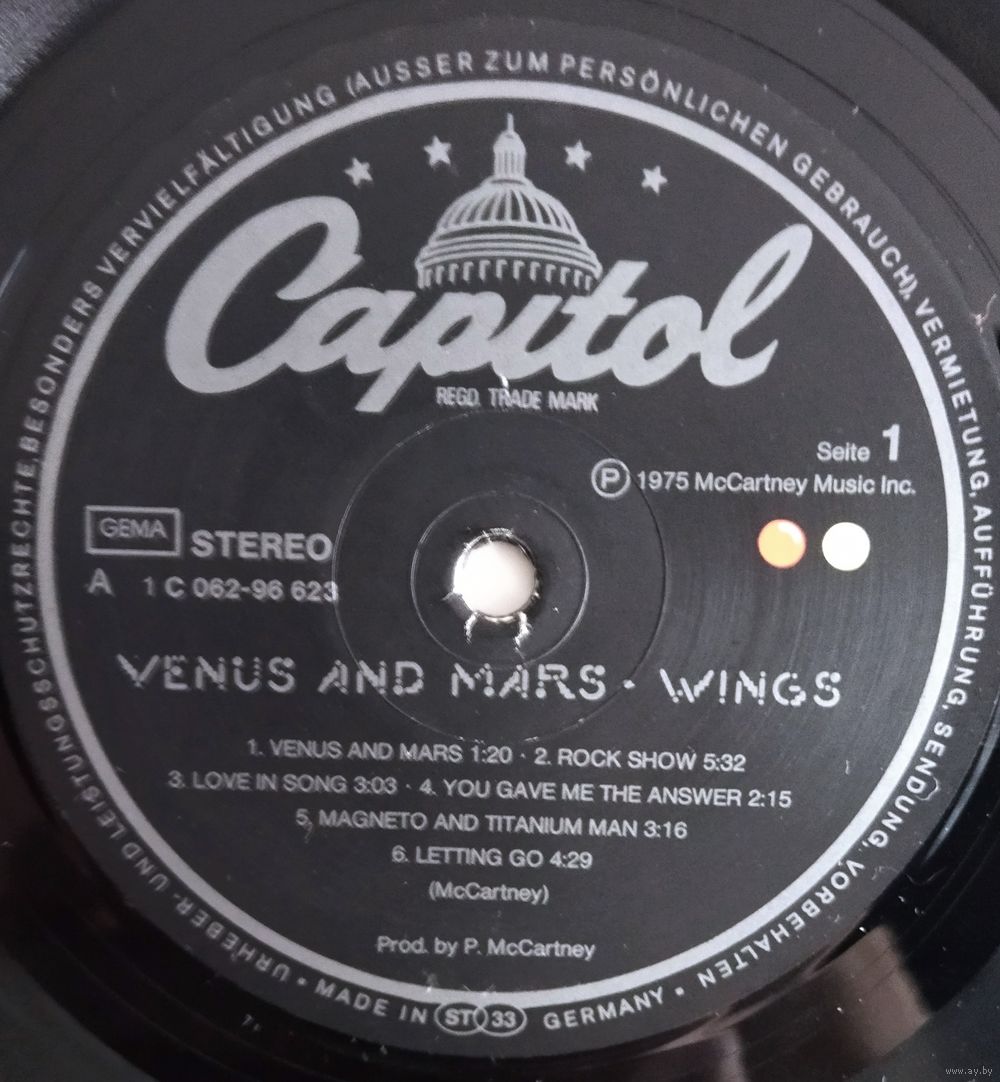 URHEBER- UND LEISTUNGSSCHUTZRECHTE, BESONDERS VERVIELFÄLTIGUNG (AUSSER ZUM PERSÖNLICHEN GEBRAUCH), VERMIETUNG, AUFFÜHRUNG, SENDUNG, VORBEHALTEN •
Capitol
REGD. TRADE MARK
Seite 1
Ⓟ 1975 McCartney Music Inc.
GEMA STEREO
A 1 C 062-96 623
VENUS AND MARS · WINGS
1. VENUS AND MARS 1:20 · 2. ROCK SHOW 5:32
3. LOVE IN SONG 3:03 · 4. YOU GAVE ME THE ANSWER 2:15
5. MAGNETO AND TITANIUM MAN 3:16
6. LETTING GO 4:29
(McCartney)
Prod. by P. McCartney
• MADE IN ST 33 GERMANY •
www.ay.by